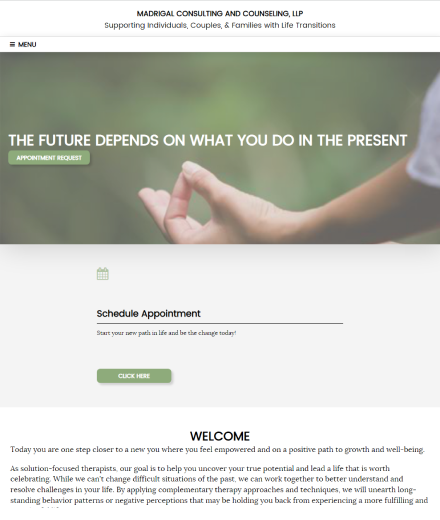 MADRIGAL CONSULTING AND COUNSELING, LLP
Supporting Individuals, Couples, & Families with Life Transitions
MENU
THE FUTURE DEPENDS ON WHAT YOU DO IN THE PRESENT
APPOINTMENT REQUEST
Schedule Appointment
Start your new path in life and be the change today!
CLICK HERE
WELCOME
Today you are one step closer to a new you where you feel empowered and on a positive path to growth and well-being.
As solution-focused therapists, our goal is to help you uncover your true potential and lead a life that is worth
celebrating. While we can't change difficult situations of the past, we can work together to better understand and
resolve challenges in your life. By applying complementary therapy approaches and techniques, we will unearth long-
standing behavior patterns or negative perceptions that may be holding you back from experiencing a more fulfilling and